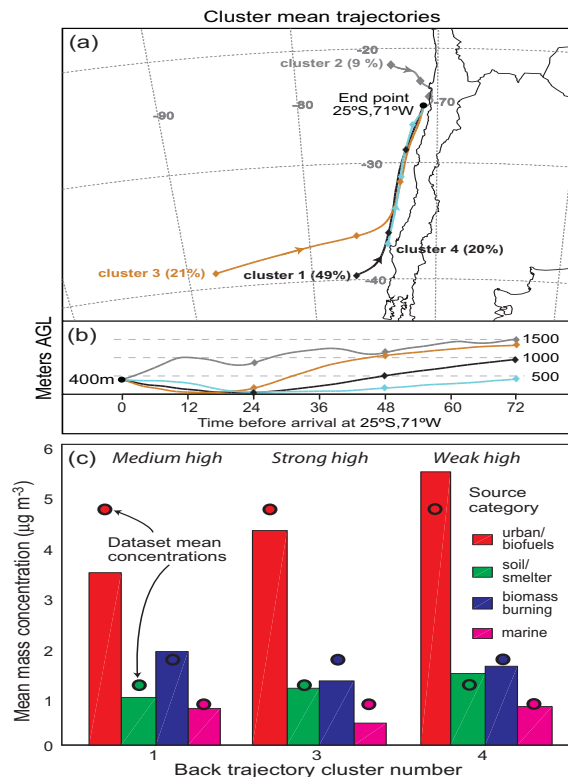 Cluster mean trajectories
(a)
-20
cluster 2 (9 %)
-90
-80
End point
25ºS,71ºW
-70
-30
cluster 3 (21%)
cluster 1 (49%)
cluster 4 (20%)
-40
(b)
Meters AGL
1500
1000
500
400m
0 12 24 36 48 60 72
Time before arrival at 25ºS,71ºW
(c)
Medium high Strong high Weak high
Mean mass concentration (µg m-3)
6
5
4
3
2
1
0
Dataset mean
concentrations
Source
category
urban/
biofuels
soil/
smelter
biomass
burning
marine
1 3 4
Back trajectory cluster number